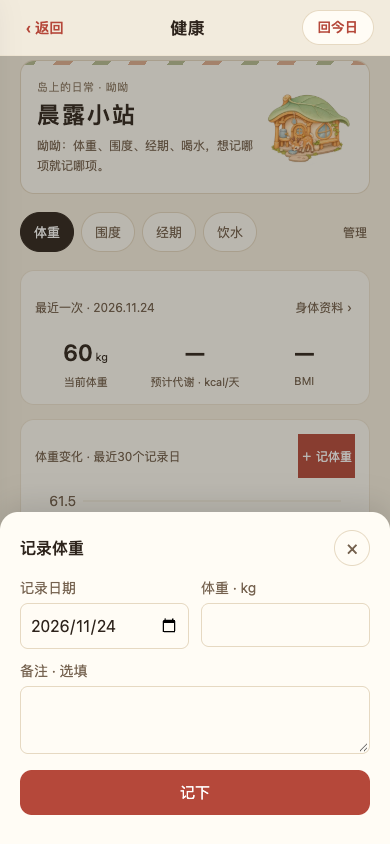 ‹ 返回
健康
回今日
岛上的日常 · 呦呦
晨露小站
呦呦：体重、围度、经期、喝水，想记哪
项就记哪项。
体重
围度
经期
饮水
管理
最近一次 · 2026.11.24
身体资料 ›
60 kg
—
—
当前体重
预计代谢 · kcal/天
BMI
体重变化 · 最近30个记录日
+ 记体重
61.5
记录体重
×
记录日期
体重 · kg
2026/11/24
备注 · 选填
记下